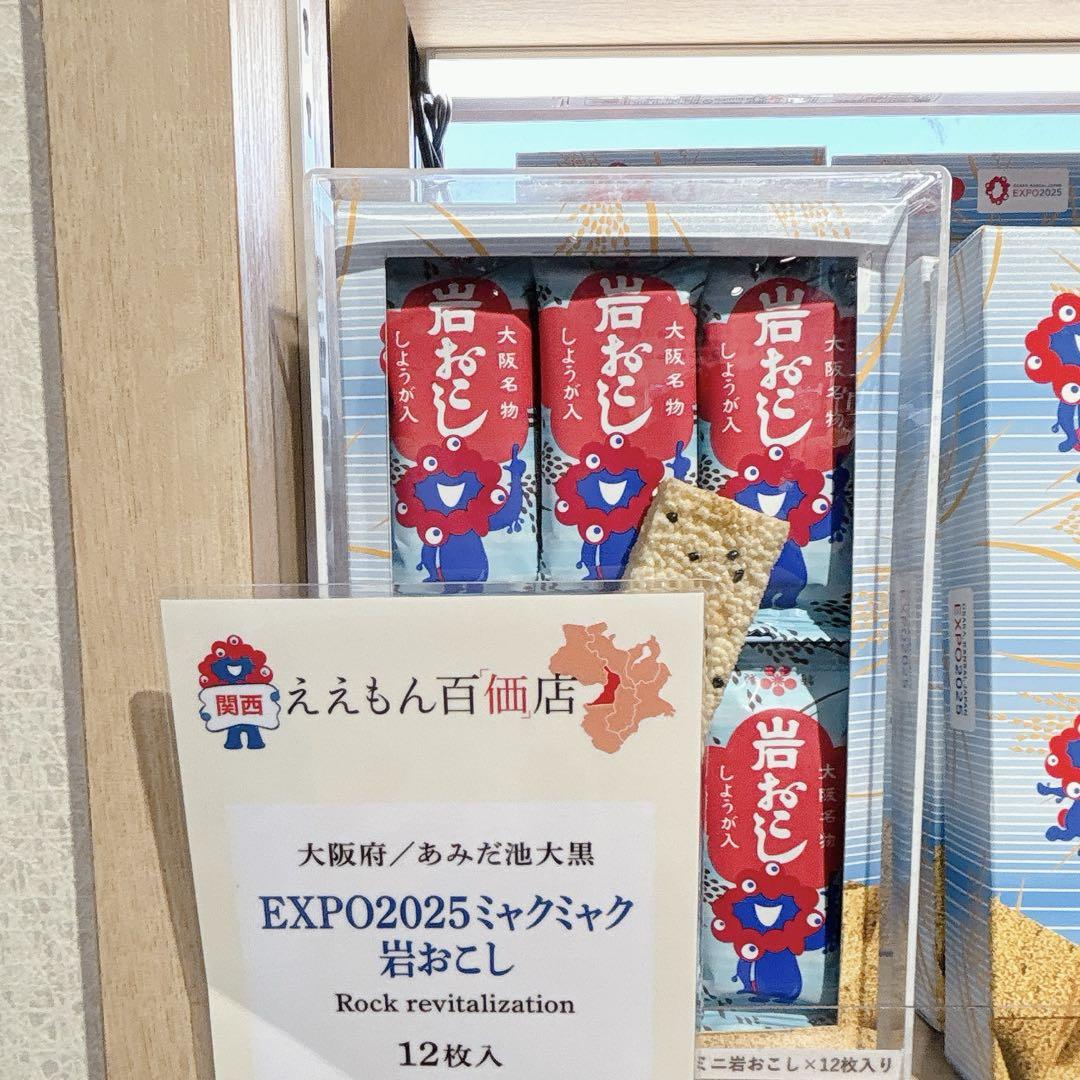 EXPO2025
岩おこし
大阪名物
しょうが入
岩おこし
大阪名物
しょうが入
岩おこし
大阪名物
しょうが入
岩おこし
大阪名物
しょうが入
EXPO2025
EXPO2025
関西
ええもん百「価」店
大阪府／あみだ池大黒
EXPO2025ミャクミャク
岩おこし
Rock revitalization
12枚入
ミニ岩おこし×12枚入り